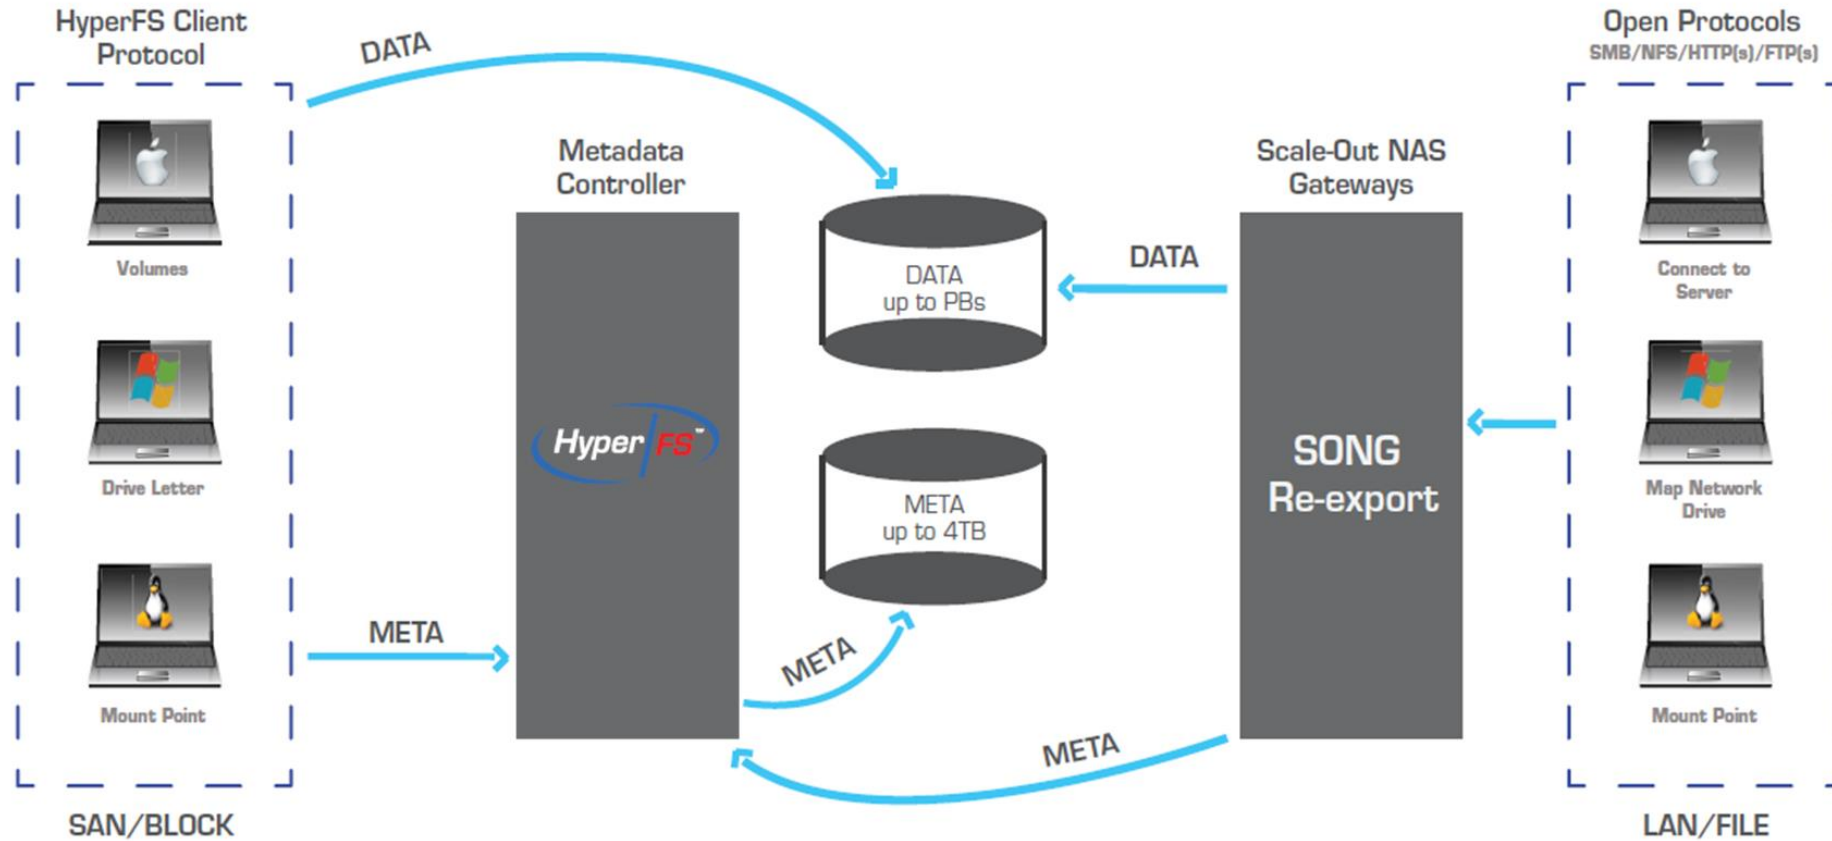 HyperFS Client
Protocol
DATA
Open Protocols
SMB/NFS/HTTP(s)/FTP(s)
Metadata
Controller
Scale-Out NAS
Gateways
Volumes
DATA
up to PBs
DATA
Connect to
Server
Hyper FS™
SONG
Re-export
Drive Letter
Map Network
Drive
META
up to 4TB
META
META
Mount Point
Mount Point
META
SAN/BLOCK
LAN/FILE